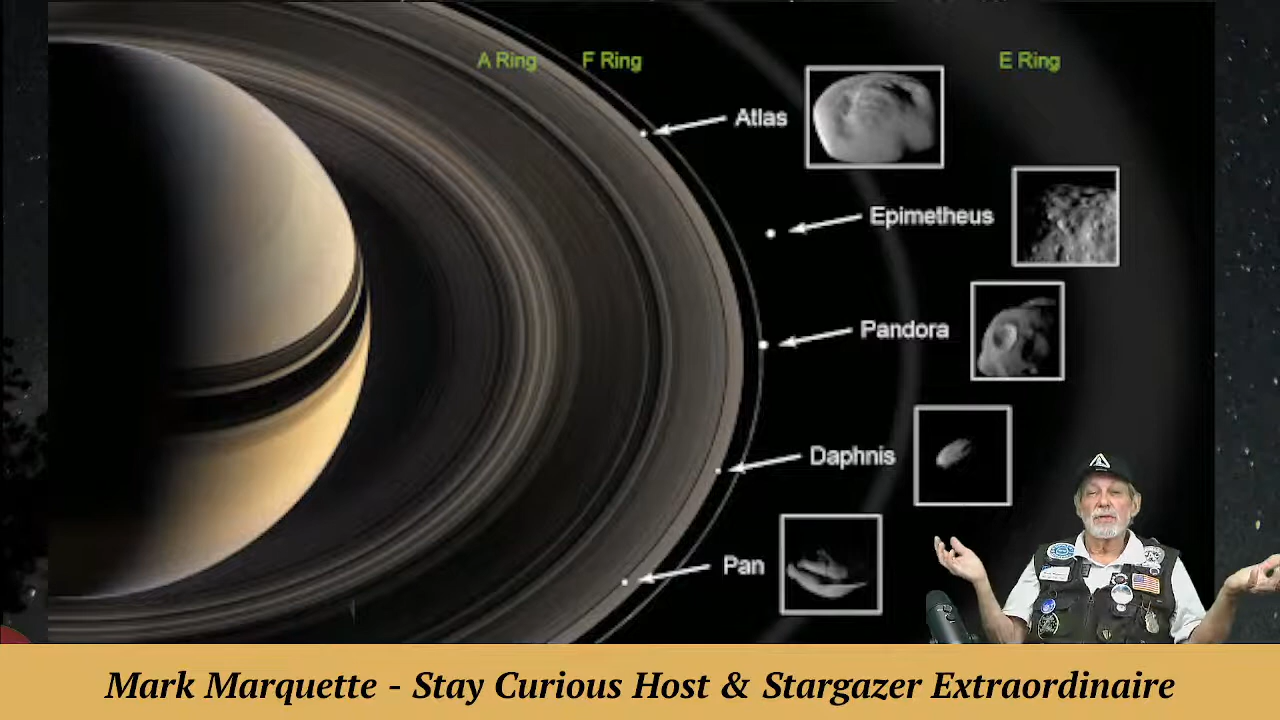 A Ring
F Ring
E Ring
Atlas
Epimetheus
Pandora
Daphnis
Pan
Mark Marquette - Stay Curious Host & Stargazer Extraordinaire